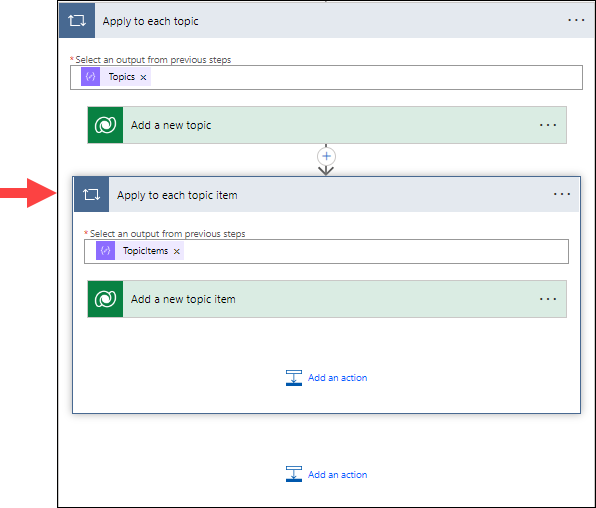 Apply to each topic
* Select an output from previous steps
Topics ×
Add a new topic
Apply to each topic item
* Select an output from previous steps
TopicItems ×
Add a new topic item
Add an action
Add an action